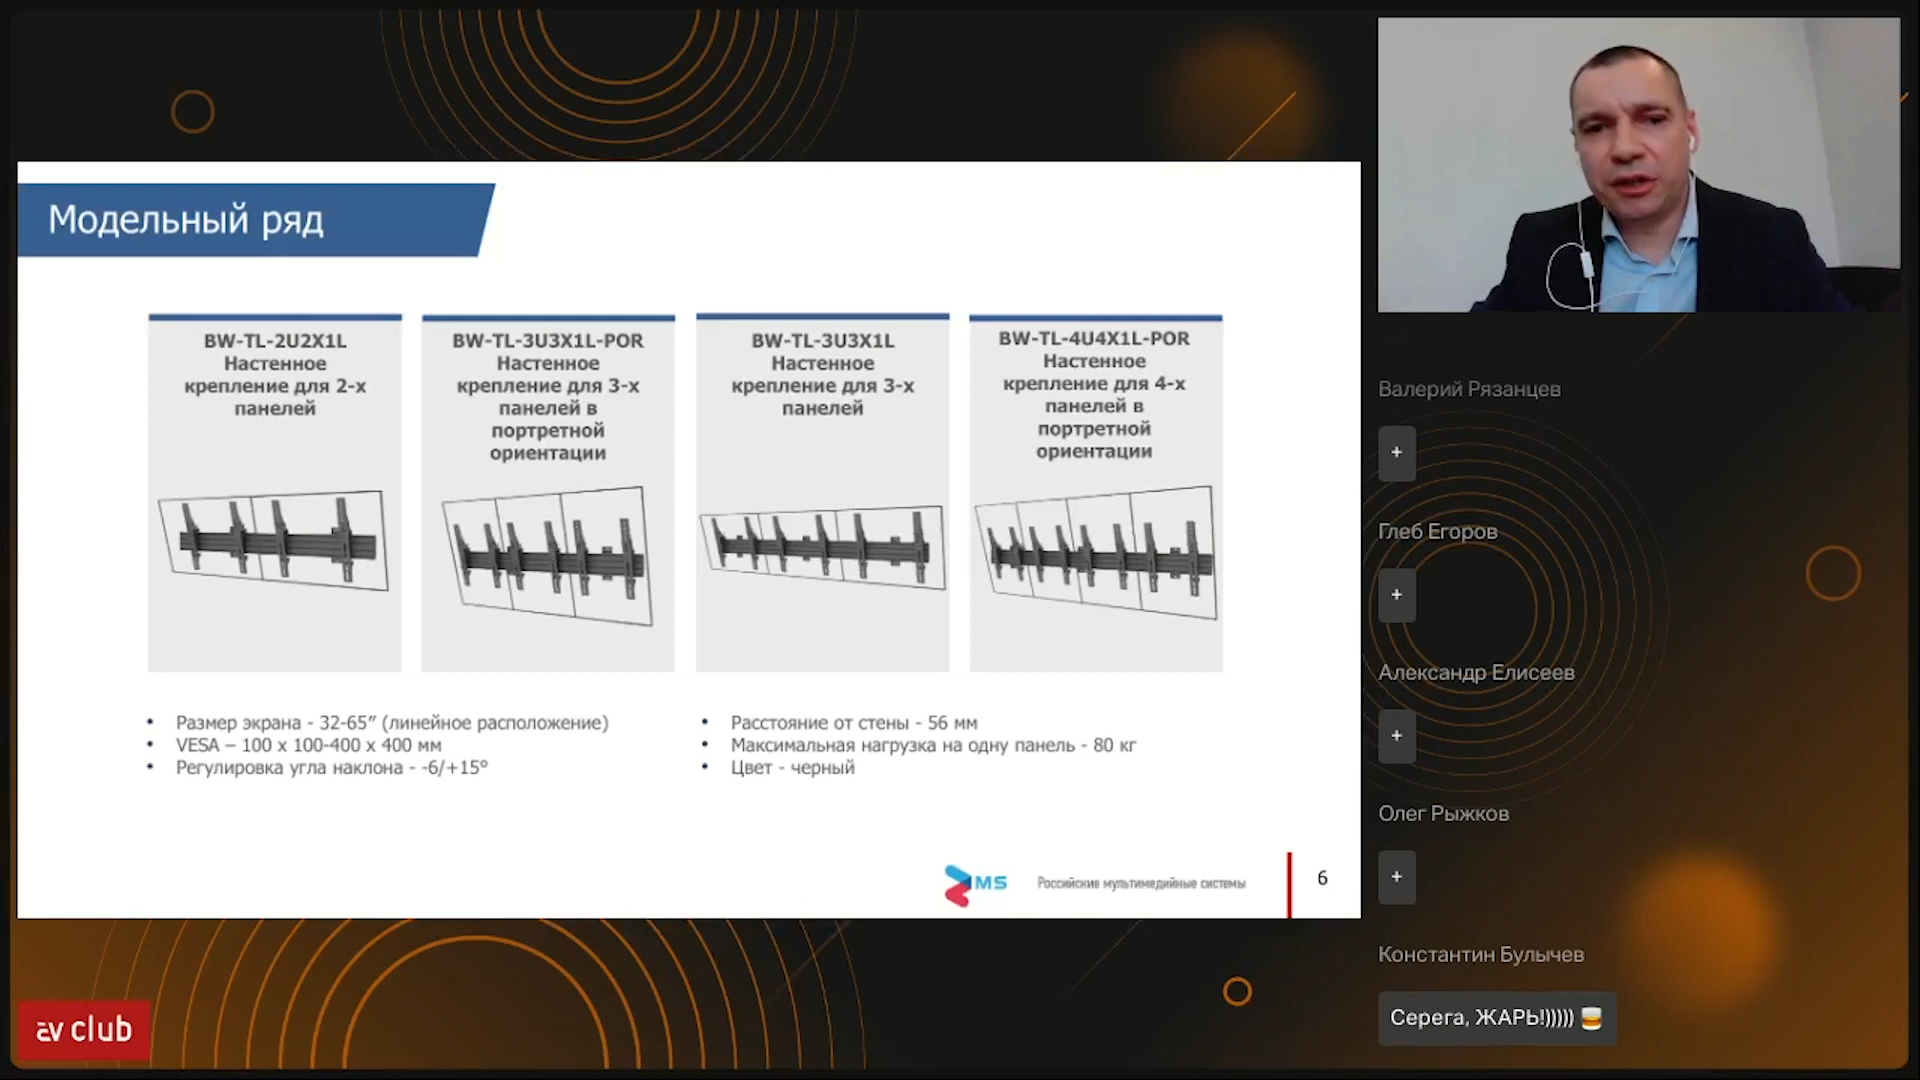 Модельный ряд
BW-TL-2U2X1L
Настенное
крепление для 2-х
панелей
BW-TL-3U3X1L-POR
Настенное
крепление для 3-х
панелей в
портретной
ориентации
BW-TL-3U3X1L
Настенное
крепление для 3-х
панелей
BW-TL-4U4X1L-POR
Настенное
крепление для 4-х
панелей в
портретной
ориентации
• Размер экрана - 32-65″ (линейное расположение)
• VESA – 100 x 100-400 x 400 мм
• Регулировка угла наклона - -6/+15°
• Расстояние от стены - 56 мм
• Максимальная нагрузка на одну панель - 80 кг
• Цвет - черный
MS
Российские мультимедийные системы
6
av club
Валерий Рязанцев
+
Глеб Егоров
+
Александр Елисеев
+
Олег Рыжков
+
Константин Булычев
Серега, ЖАРЬ!))))) 🥃